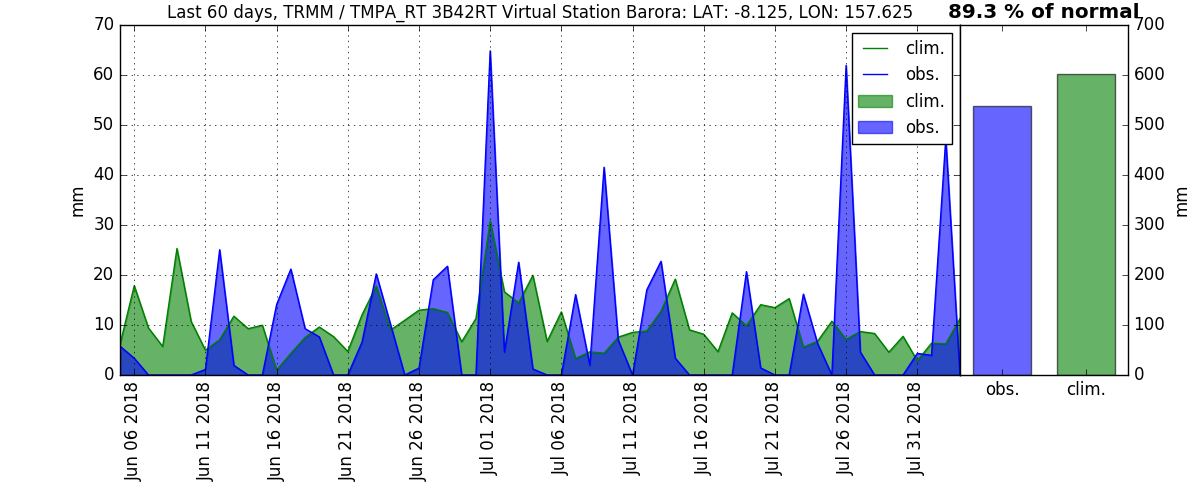 Last 60 days, TRMM / TMPA_RT 3B42RT Virtual Station Barora: LAT: -8.125, LON: 157.625
89.3 % of normal
70
60
50
40
30
20
10
0
mm
clim.
obs.
clim.
obs.
700
600
500
400
300
200
100
0
mm
Jun 06 2018
Jun 11 2018
Jun 16 2018
Jun 21 2018
Jun 26 2018
Jul 01 2018
Jul 06 2018
Jul 11 2018
Jul 16 2018
Jul 21 2018
Jul 26 2018
Jul 31 2018
obs.
clim.